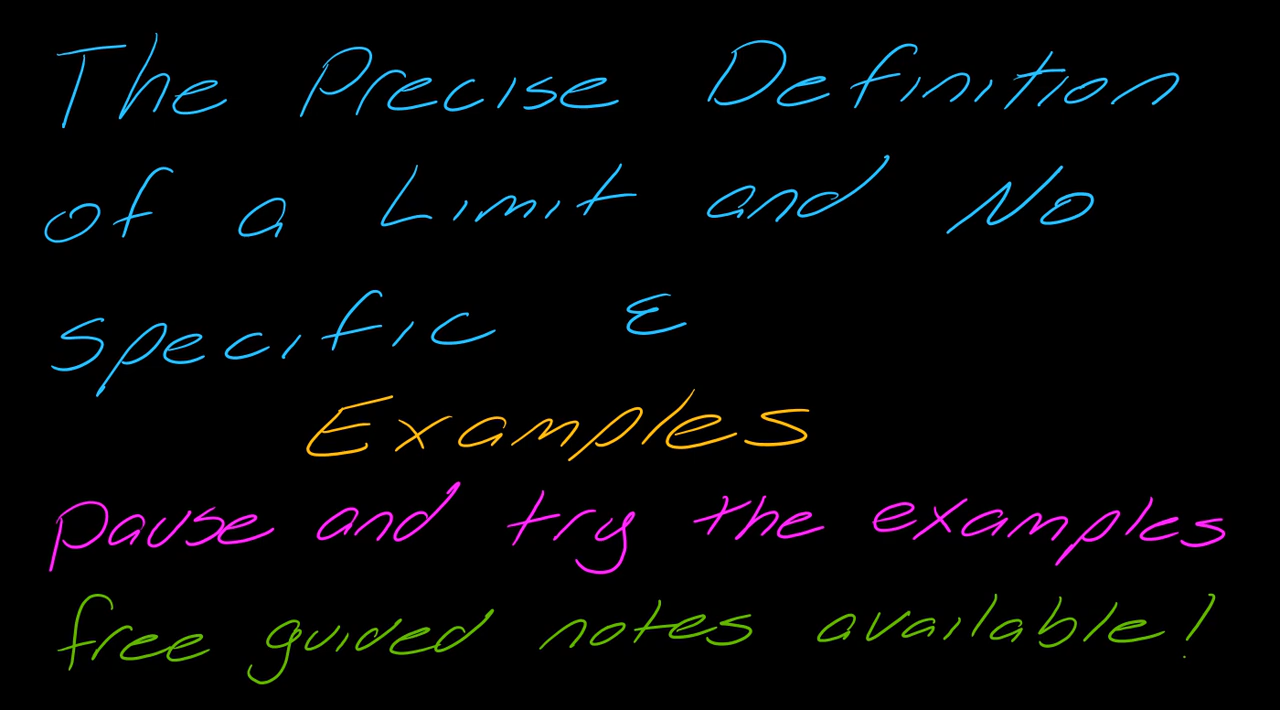 The Precise Definition
of a Limit and No
specific ε
Examples
pause and try the examples
free guided notes available!